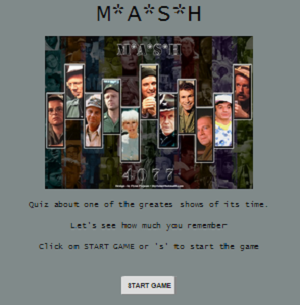 M*A*S*H
M*A*S*H
4077
Quiz about one of the greates shows of its time.
Let's see how much you remember
Click on START GAME or 's' to start the game
START GAME